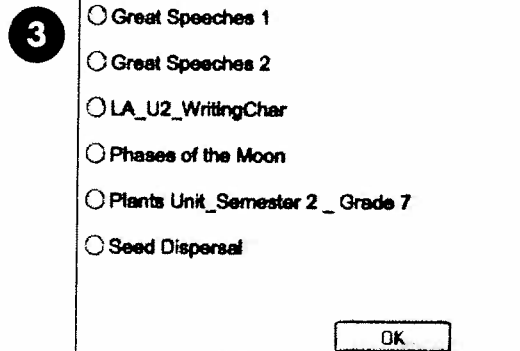 3
Great Speeches 1
Great Speeches 2
LA_U2_WritingChar
Phases of the Moon
Plants Unit_Semester 2 _ Grade 7
Seed Dispersal
OK